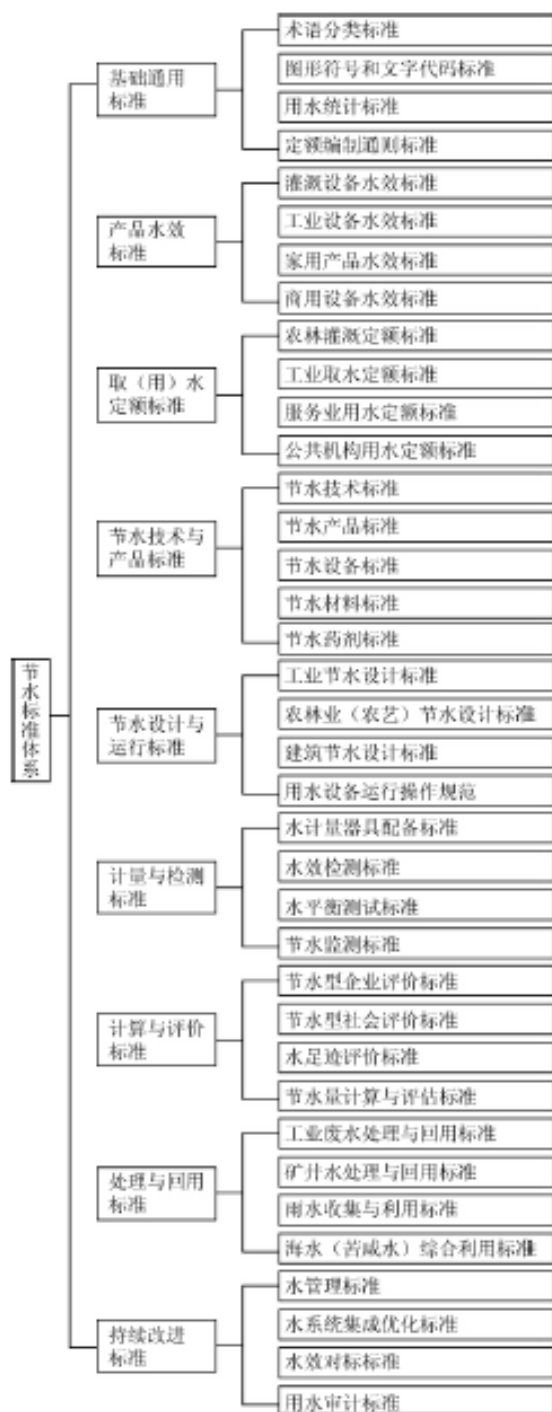 节水标准体系
基础通用
标准
术语分类标准
图形符号和文字代码标准
用水统计标准
定额编制通则标准
产品水效
标准
灌溉设备水效标准
工业设备水效标准
家用产品水效标准
商用设备水效标准
取（用）水
定额标准
农林灌溉定额标准
工业取水定额标准
服务业用水定额标准
公共机构用水定额标准
节水技术与
产品标准
节水技术标准
节水产品标准
节水设备标准
节水材料标准
节水药剂标准
节水设计与
运行标准
工业节水设计标准
农林业（农艺）节水设计标准
建筑节水设计标准
用水设备运行操作规范
计量与检测
标准
水计量器具配备标准
水效检测标准
水平衡测试标准
节水监测标准
计算与评价
标准
节水型企业评价标准
节水型社会评价标准
水足迹评价标准
节水量计算与评估标准
处理与回用
标准
工业废水处理与回用标准
矿井水处理与回用标准
雨水收集与利用标准
海水（苦咸水）综合利用标准
持续改进
标准
水管理标准
水系统集成优化标准
水效对标标准
用水审计标准